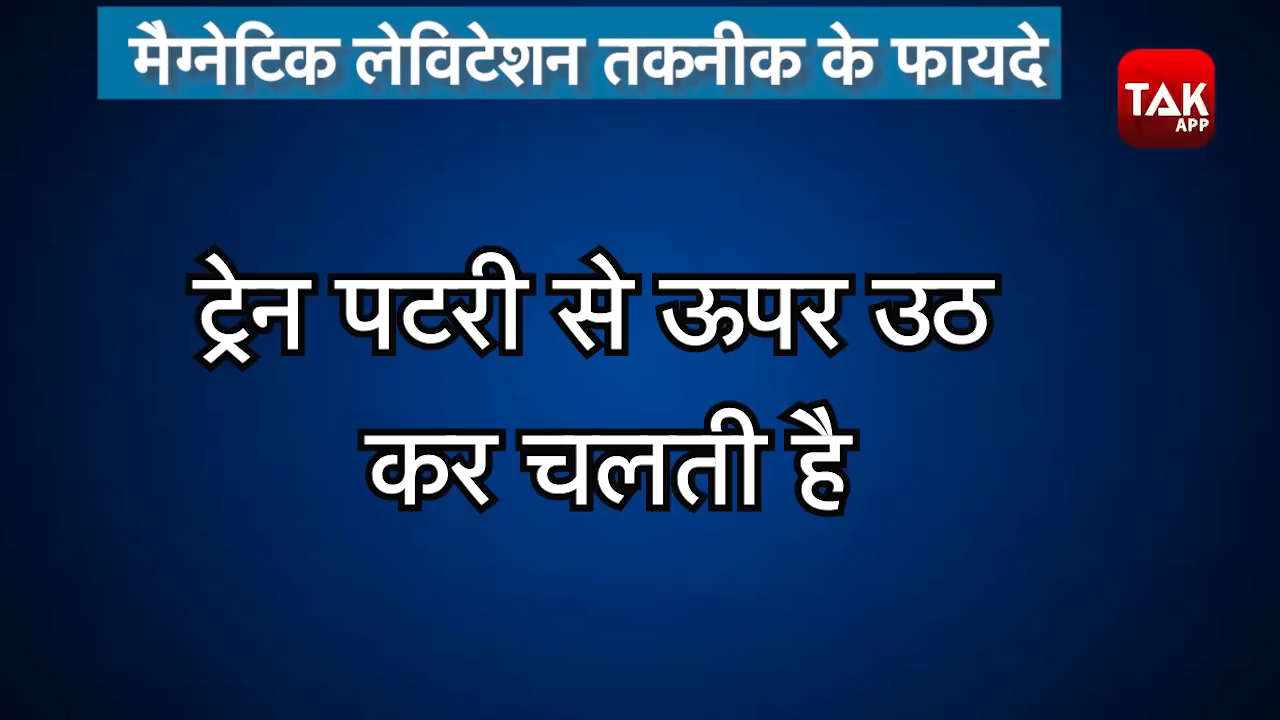 मैग्नेटिक लेविटेशन तकनीक के फायदे
TAK
APP
ट्रेन पटरी से ऊपर उठ
कर चलती है